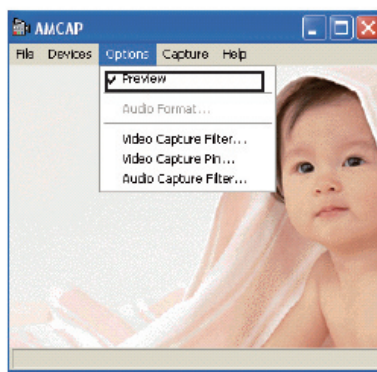 AMCAP
File Devices Options Capture Help
Preview
Audio Format...
Video Capture Filter...
Video Capture Pin...
Audio Capture Filter...